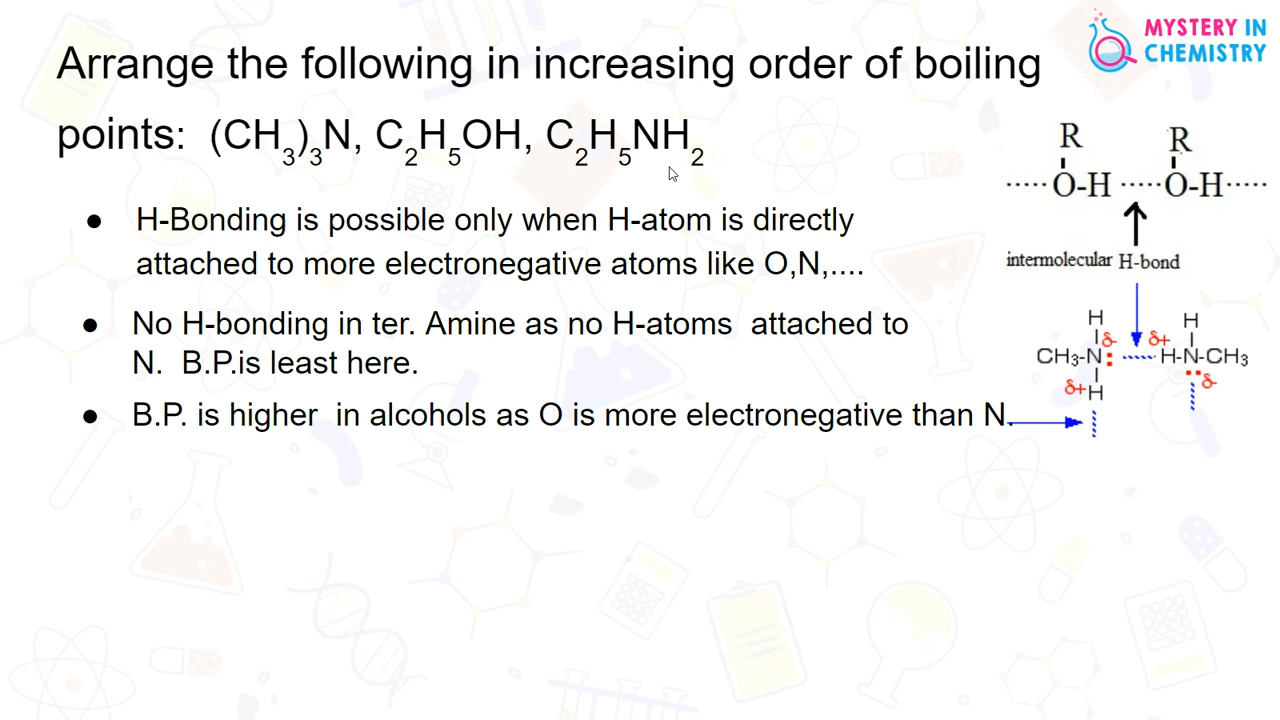 MYSTERY IN
CHEMISTRY
Arrange the following in increasing order of boiling
points: (CH₃)₃N, C₂H₅OH, C₂H₅NH₂
● H-Bonding is possible only when H-atom is directly
attached to more electronegative atoms like O,N,....
● No H-bonding in ter. Amine as no H-atoms attached to
N. B.P.is least here.
● B.P. is higher in alcohols as O is more electronegative than N.
R R
O-H O-H
intermolecular H-bond
H H
δ- δ+
CH₃-N: H-N-CH₃
δ+H δ-